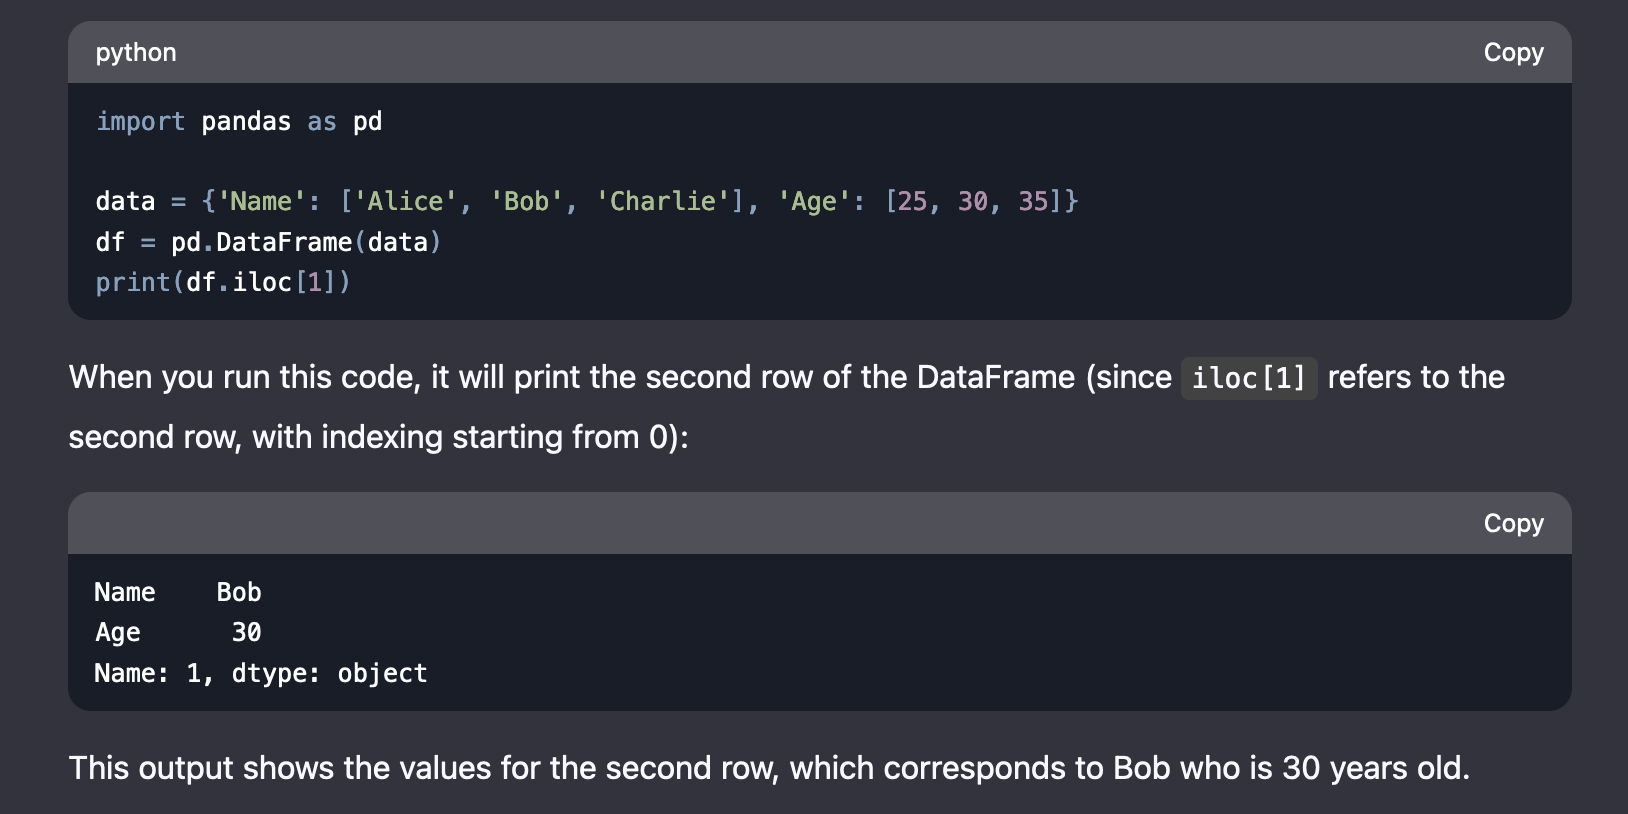 python
Copy
import pandas as pd
data = {'Name': ['Alice', 'Bob', 'Charlie'], 'Age': [25, 30, 35]}
df = pd.DataFrame(data)
print(df.iloc[1])
When you run this code, it will print the second row of the DataFrame (since iloc[1] refers to the
second row, with indexing starting from 0):
Copy
Name    Bob
Age      30
Name: 1, dtype: object
This output shows the values for the second row, which corresponds to Bob who is 30 years old.